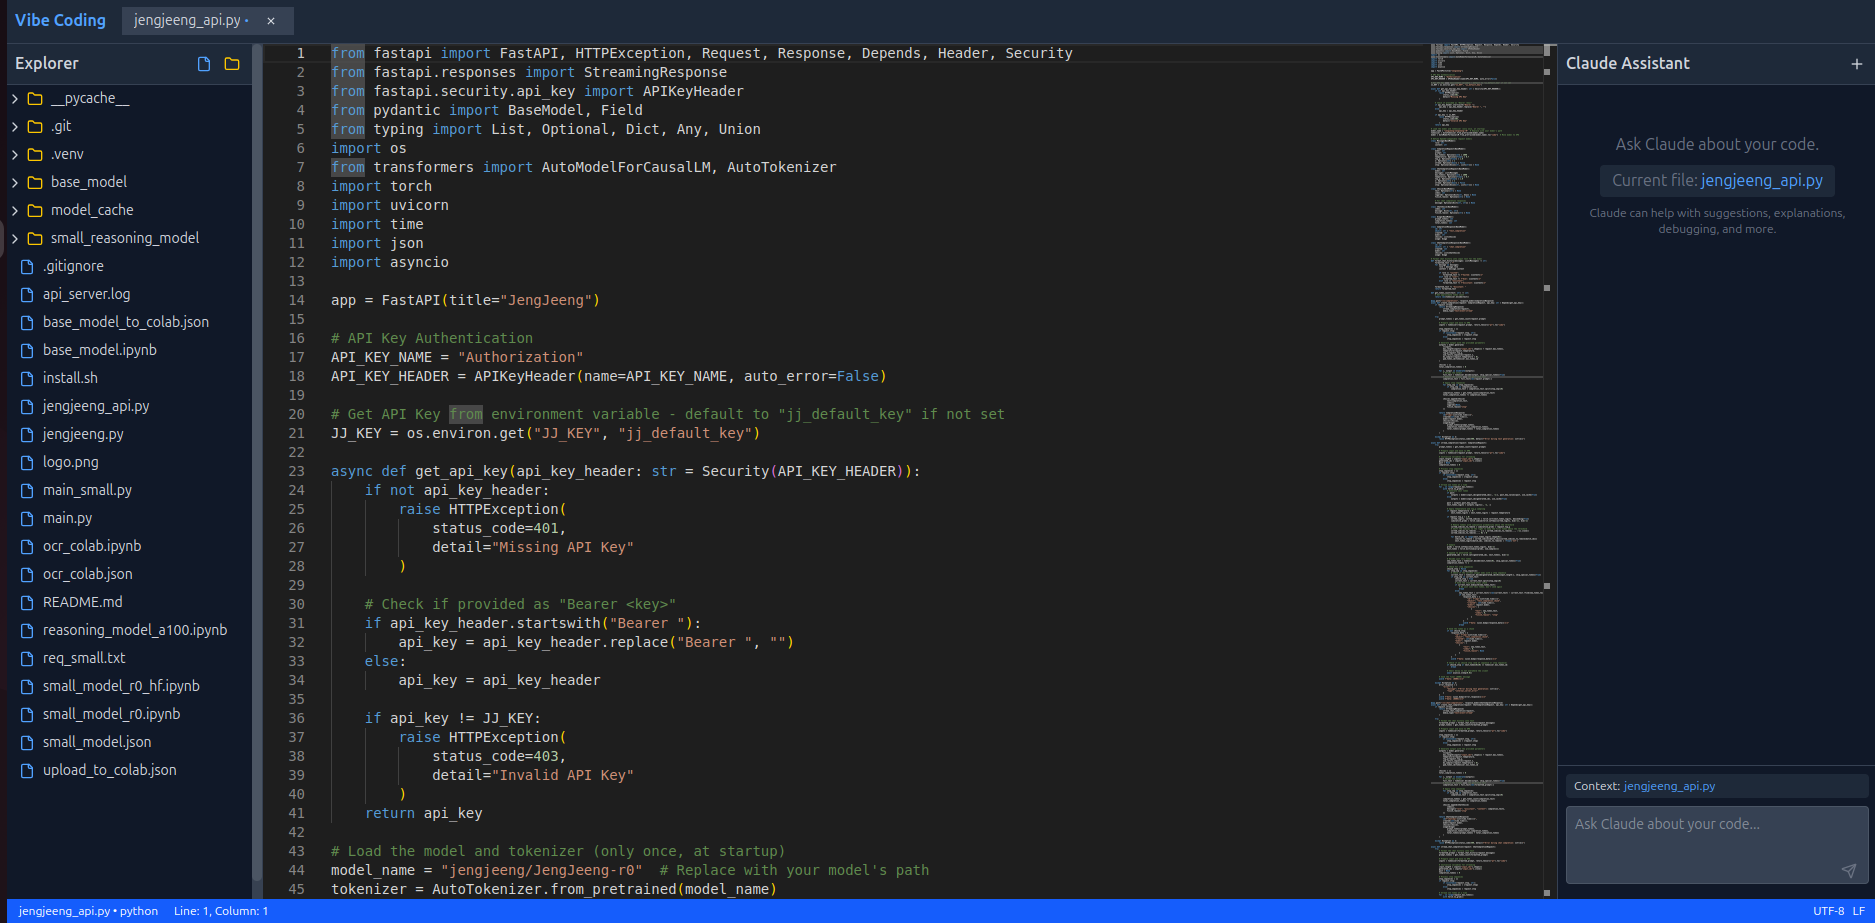 Vibe Coding
jengjeeng_api.py • ×
Explorer
__pycache__
.git
.venv
base_model
model_cache
small_reasoning_model
.gitignore
api_server.log
base_model_to_colab.json
base_model.ipynb
install.sh
jengjeeng_api.py
jengjeeng.py
logo.png
main_small.py
main.py
ocr_colab.ipynb
ocr_colab.json
README.md
reasoning_model_a100.ipynb
req_small.txt
small_model_r0_hf.ipynb
small_model_r0.ipynb
small_model.json
upload_to_colab.json
1 from fastapi import FastAPI, HTTPException, Request, Response, Depends, Header, Security
2 from fastapi.responses import StreamingResponse
3 from fastapi.security.api_key import APIKeyHeader
4 from pydantic import BaseModel, Field
5 from typing import List, Optional, Dict, Any, Union
6 import os
7 from transformers import AutoModelForCausalLM, AutoTokenizer
8 import torch
9 import uvicorn
10 import time
11 import json
12 import asyncio
13
14 app = FastAPI(title="JengJeeng")
15
16 # API Key Authentication
17 API_KEY_NAME = "Authorization"
18 API_KEY_HEADER = APIKeyHeader(name=API_KEY_NAME, auto_error=False)
19
20 # Get API Key from environment variable - default to "jj_default_key" if not set
21 JJ_KEY = os.environ.get("JJ_KEY", "jj_default_key")
22
23 async def get_api_key(api_key_header: str = Security(API_KEY_HEADER)):
24     if not api_key_header:
25         raise HTTPException(
26             status_code=401,
27             detail="Missing API Key"
28         )
29
30     # Check if provided as "Bearer <key>"
31     if api_key_header.startswith("Bearer "):
32         api_key = api_key_header.replace("Bearer ", "")
33     else:
34         api_key = api_key_header
35
36     if api_key != JJ_KEY:
37         raise HTTPException(
38             status_code=403,
39             detail="Invalid API Key"
40         )
41     return api_key
42
43 # Load the model and tokenizer (only once, at startup)
44 model_name = "jengjeeng/JengJeeng-r0"  # Replace with your model's path
45 tokenizer = AutoTokenizer.from_pretrained(model_name)
Claude Assistant +
Ask Claude about your code.
Current file: jengjeeng_api.py
Claude can help with suggestions, explanations,
debugging, and more.
Context: jengjeeng_api.py
Ask Claude about your code...
jengjeeng_api.py • python Line: 1, Column: 1
UTF-8 LF